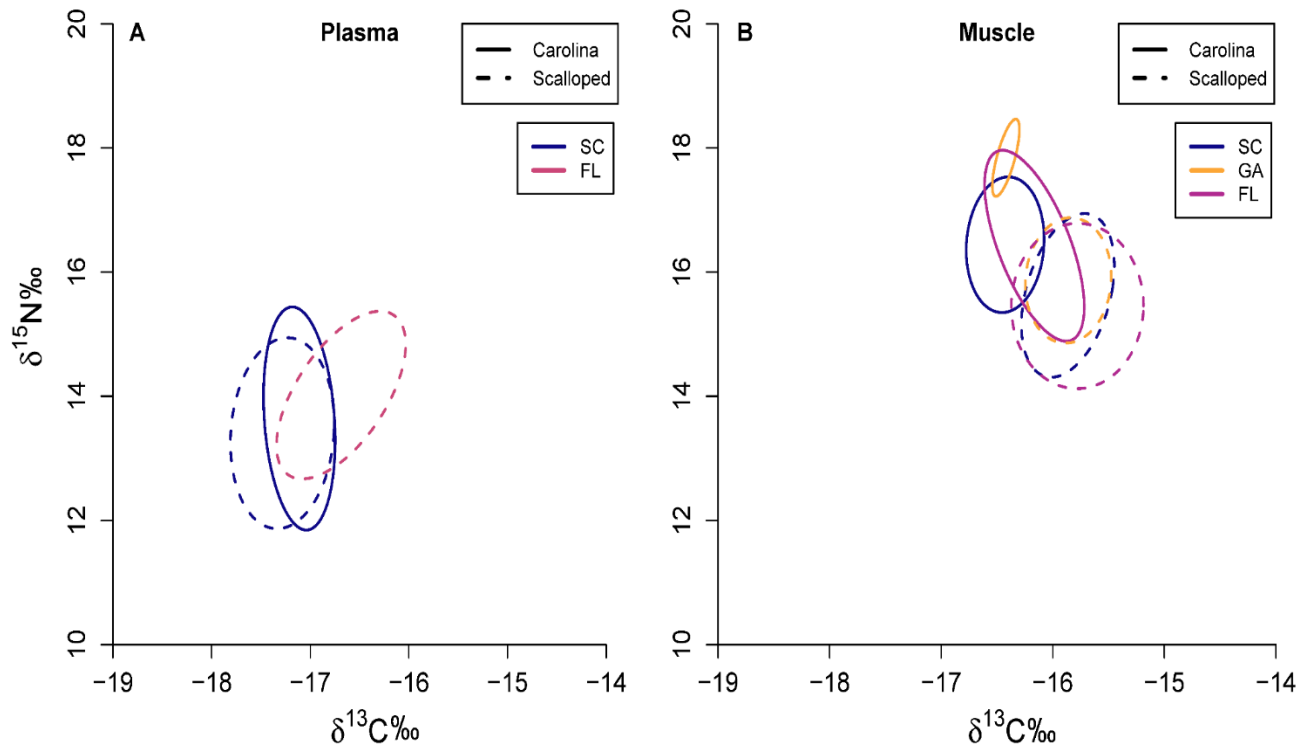 A
Plasma
Carolina
Scalloped
SC
FL
20
18
16
14
12
10
δ¹⁵N‰
−19
−18
−17
−16
−15
−14
δ¹³C‰
B
Muscle
Carolina
Scalloped
SC
GA
FL
20
18
16
14
12
10
−19
−18
−17
−16
−15
−14
δ¹³C‰